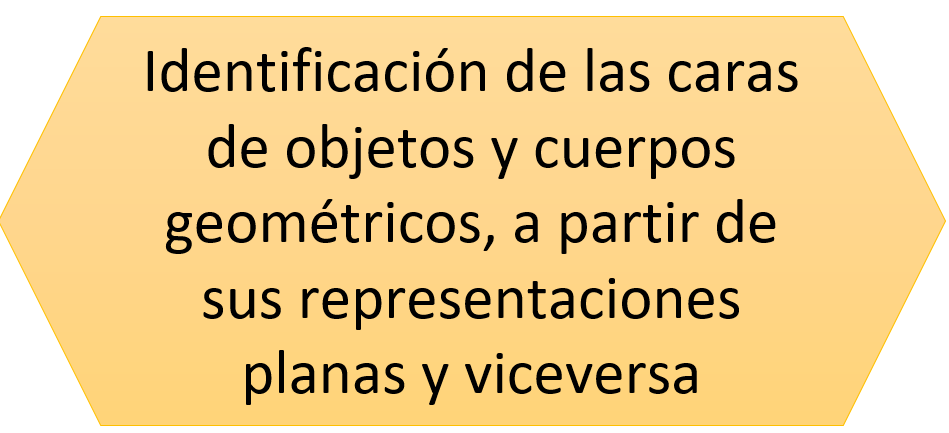 Identificación de las caras
de objetos y cuerpos
geométricos, a partir de
sus representaciones
planas y viceversa